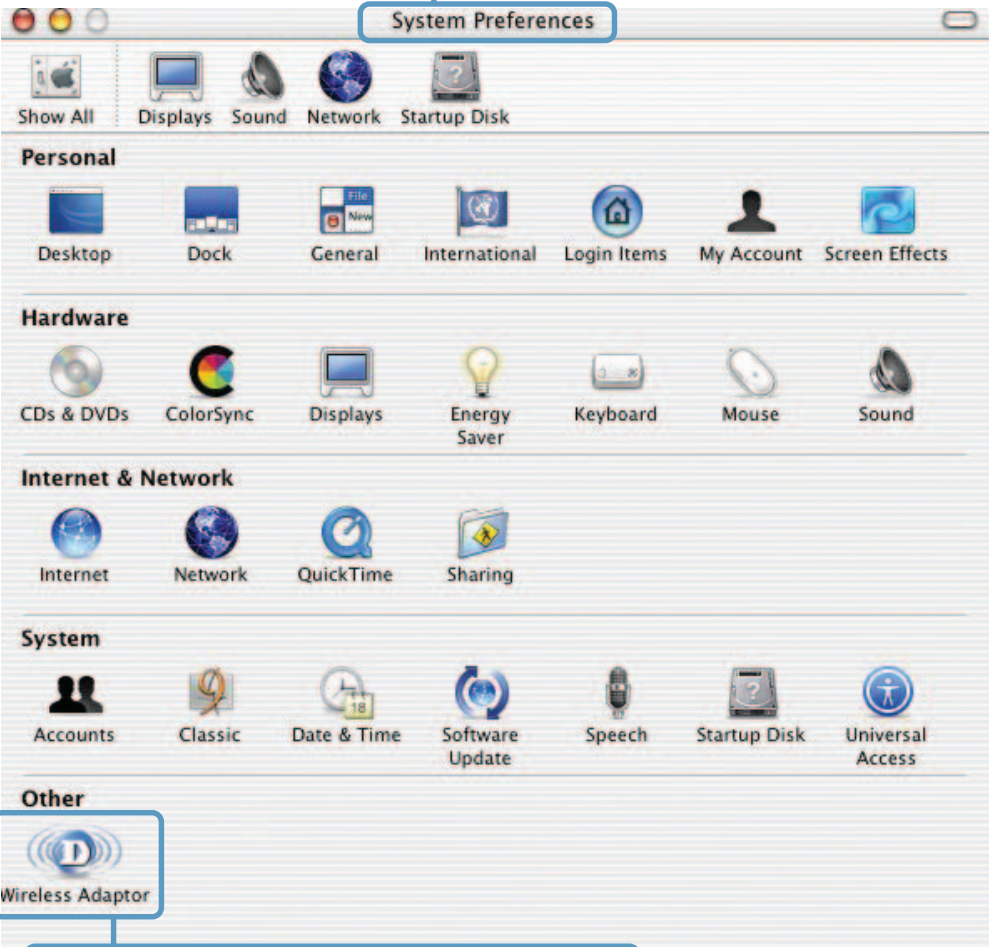 System Preferences
Show All Displays Sound Network Startup Disk
Personal
File
New
Desktop Dock General International Login Items My Account Screen Effects
Hardware
CDs & DVDs ColorSync Displays Energy Saver Keyboard Mouse Sound
Internet & Network
Internet Network QuickTime Sharing
System
9
18
Accounts Classic Date & Time Software Update Speech Startup Disk Universal Access
Other
D
Wireless Adaptor